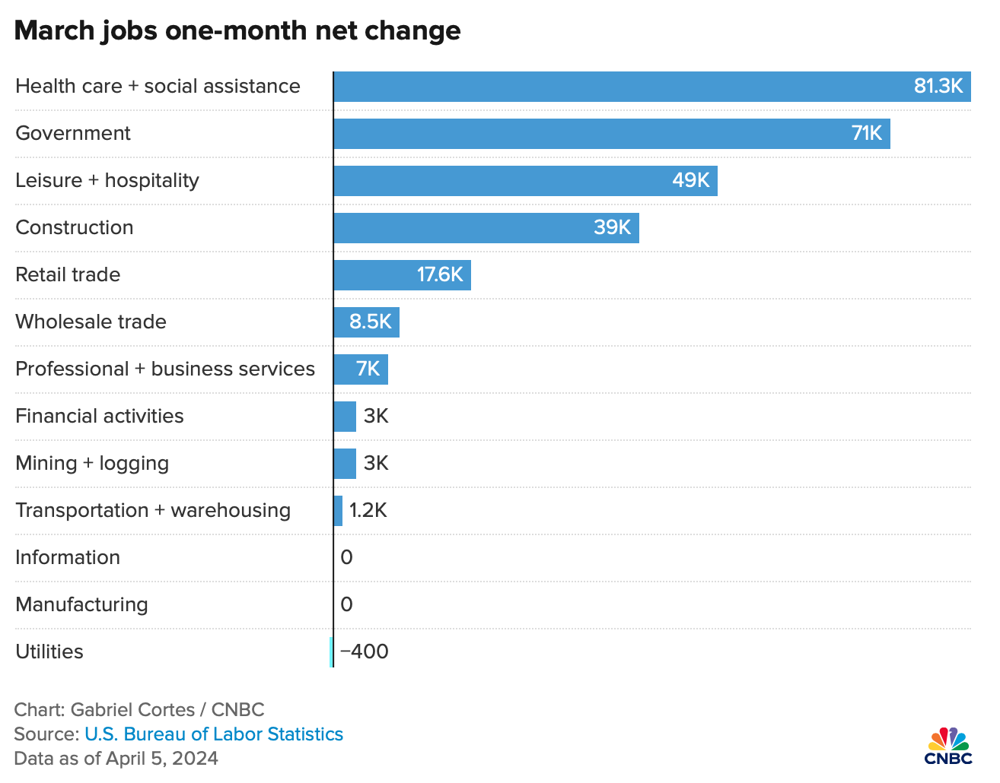 March jobs one-month net change
Health care + social assistance 81.3K
Government 71K
Leisure + hospitality 49K
Construction 39K
Retail trade 17.6K
Wholesale trade 8.5K
Professional + business services 7K
Financial activities 3K
Mining + logging 3K
Transportation + warehousing 1.2K
Information 0
Manufacturing 0
Utilities −400
Chart: Gabriel Cortes / CNBC
Source: U.S. Bureau of Labor Statistics
Data as of April 5, 2024
CNBC